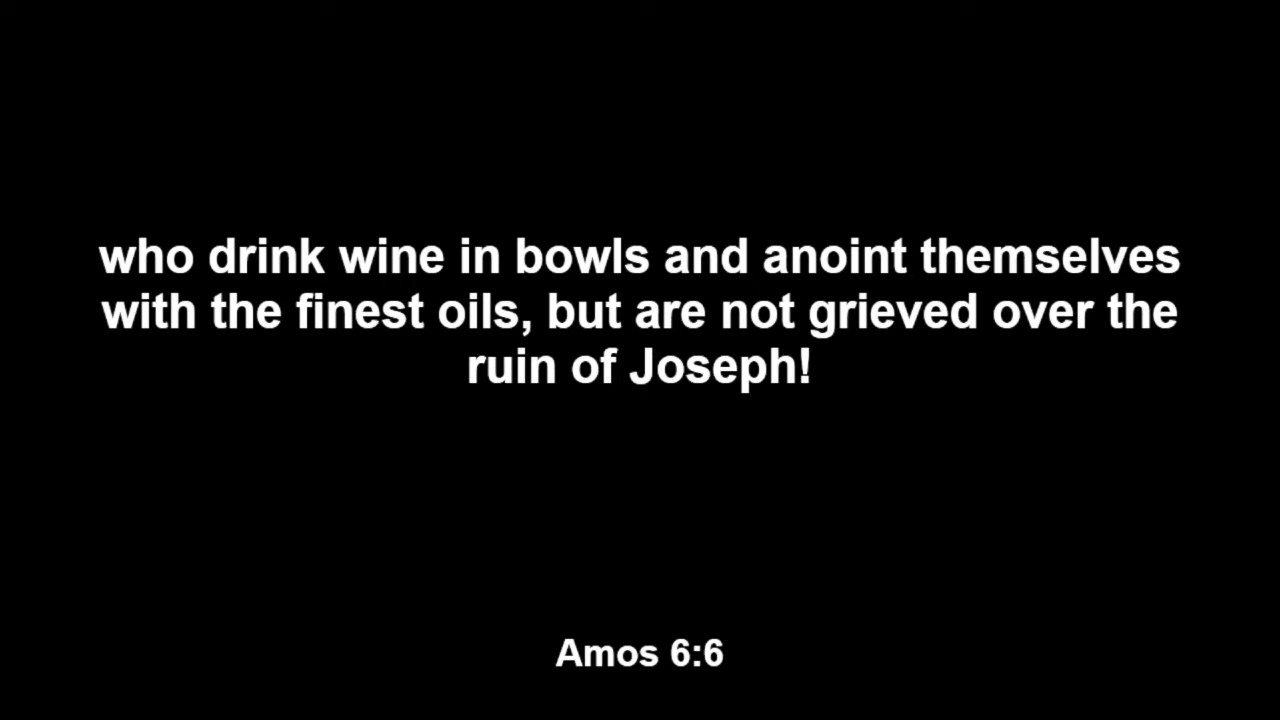 who drink wine in bowls and anoint themselves
with the finest oils, but are not grieved over the
ruin of Joseph!
Amos 6:6